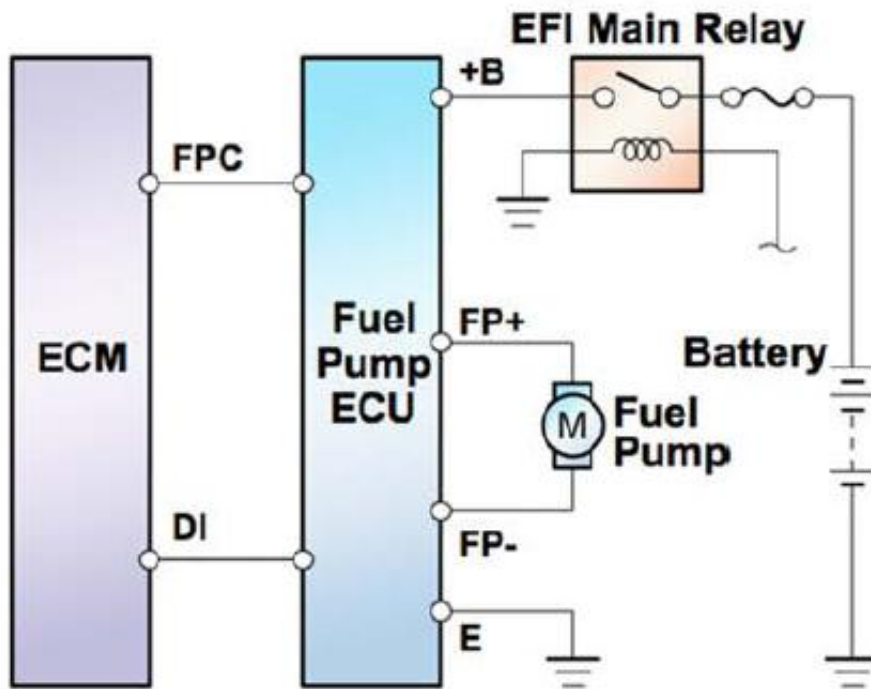 EFI Main Relay
+B
FPC
ECM
Fuel
Pump
ECU
FP+
Battery
M
Fuel
Pump
DI
FP-
E